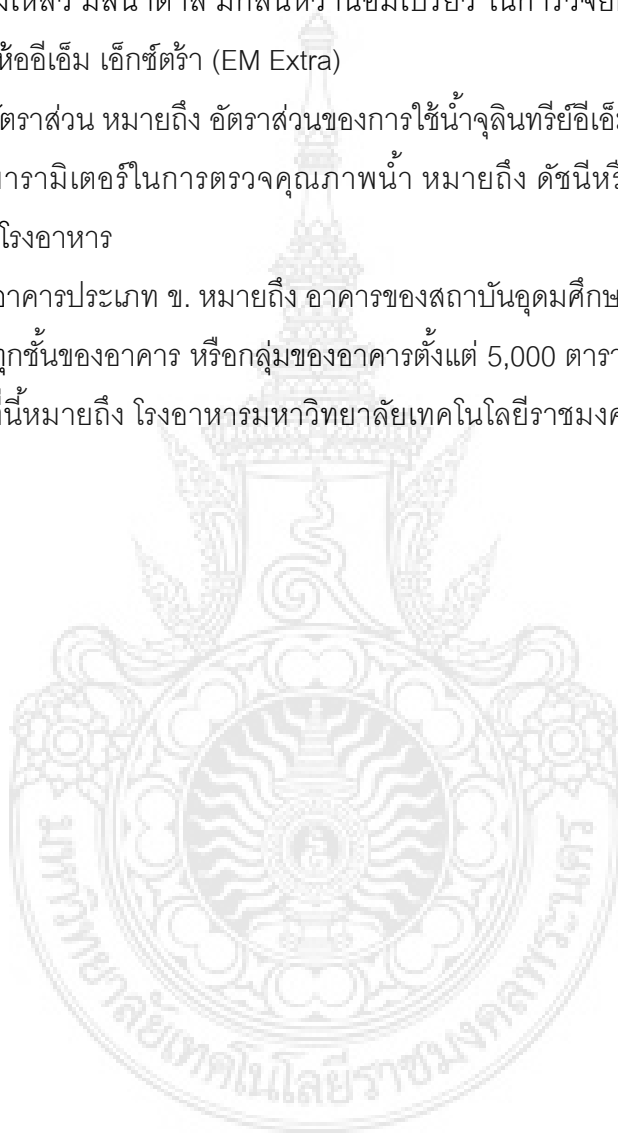 มีสีน้ำตาล มีกลิ่นหวานอมเปรี้ยว ในการวิจัย
ห้ออีเอ็ม เอ็กซ์ตร้า (EM Extra)
ัตราส่วน หมายถึง อัตราส่วนของการใช้น้ำจุลินทรีย์อีเอ็ม
พารามิเตอร์ในการตรวจคุณภาพน้ำ หมายถึง ดัชนีหรื
โรงอาหาร
อาคารประเภท ข. หมายถึง อาคารของสถาบันอุดมศึกษ
ทุกชั้นของอาคาร หรือกลุ่มของอาคารตั้งแต่ 5,000 ตารา
ที่นี้หมายถึง โรงอาหารมหาวิทยาลัยเทคโนโลยีราชมงค
มหาวิทยาลัยเทคโนโลยีราชมงคลพระนคร